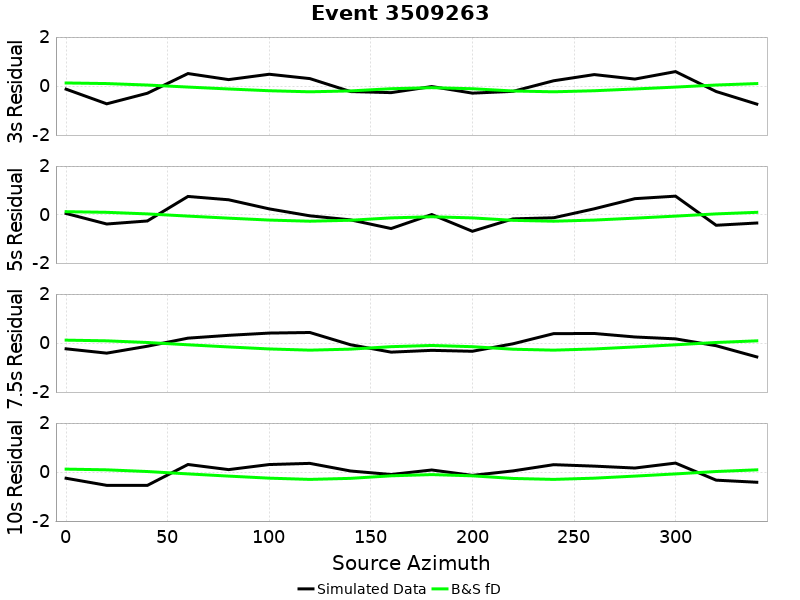 Event 3509263
3s Residual
2
0
-2
5s Residual
2
0
-2
7.5s Residual
2
0
-2
10s Residual
2
0
-2
0 50 100 150 200 250 300
Source Azimuth
Simulated Data B&S fD